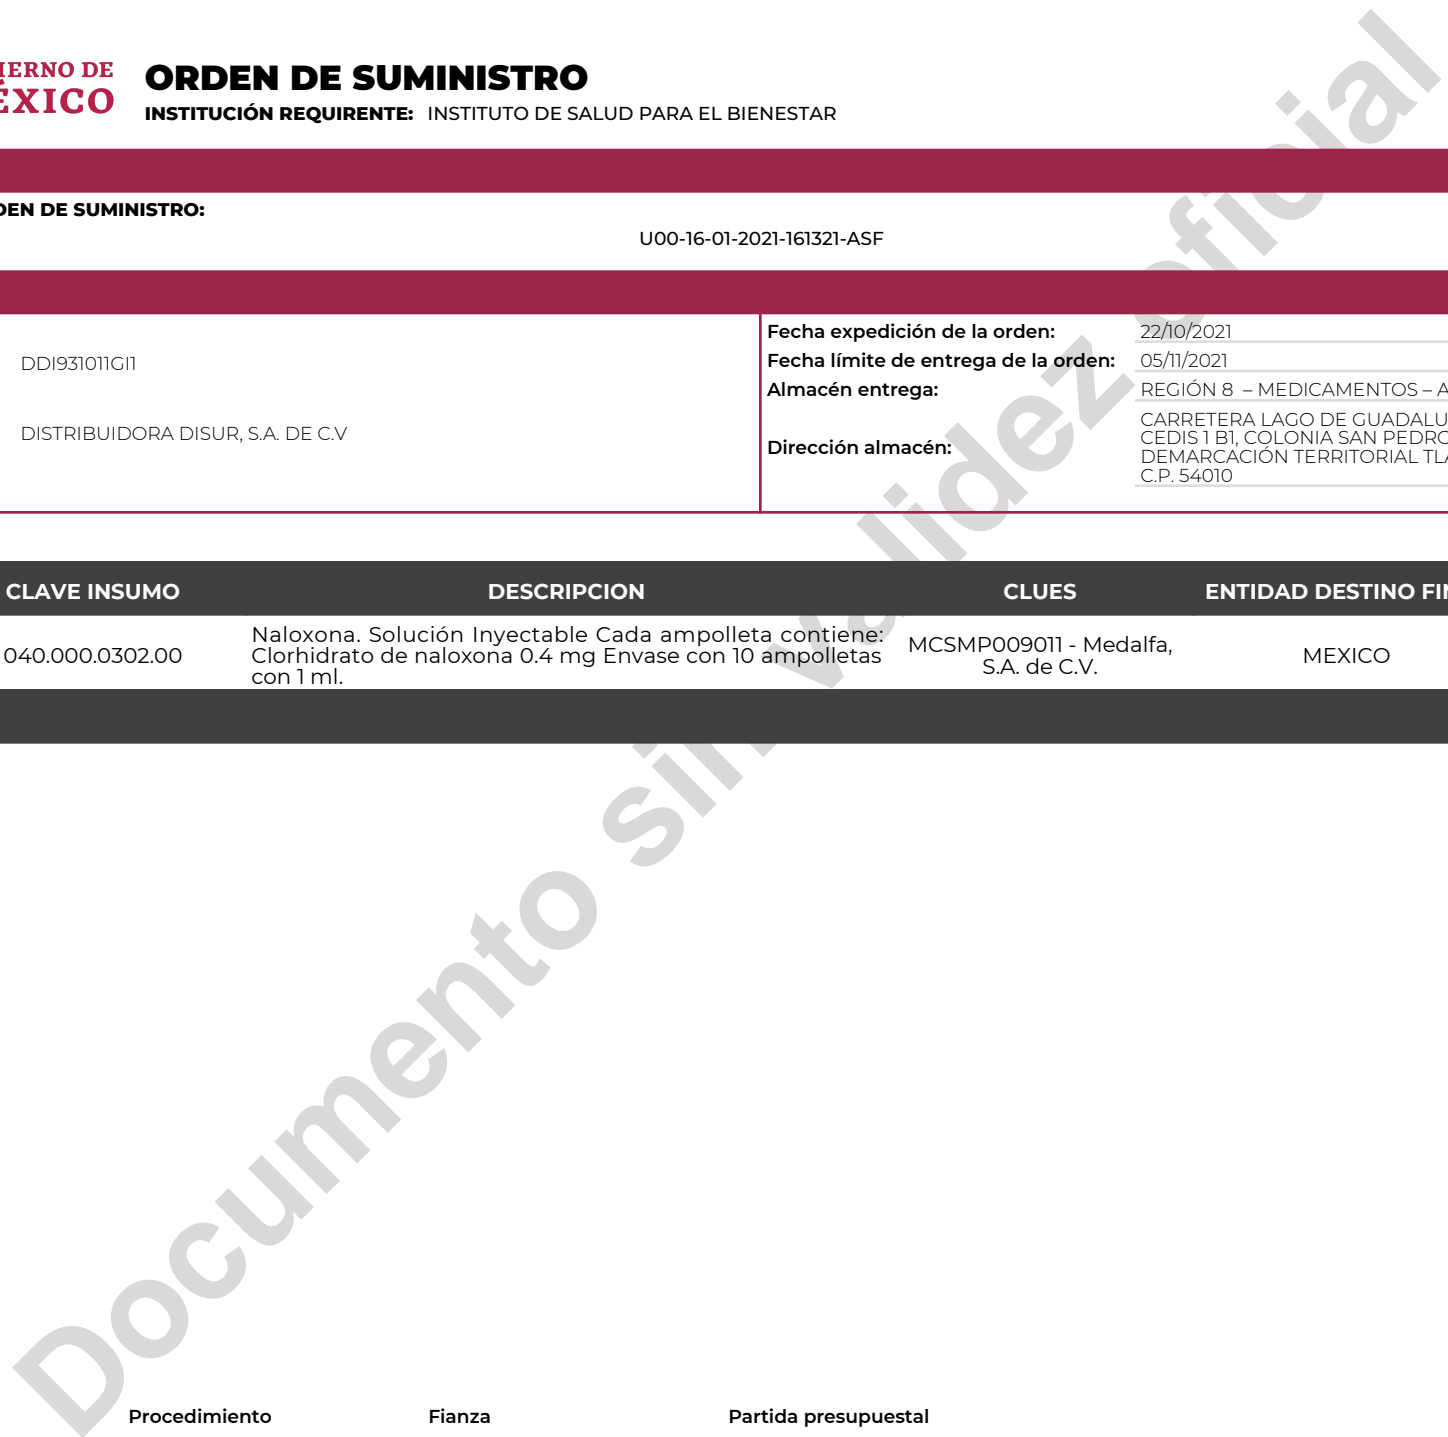 IERNO DE
ÉXICO
ORDEN DE SUMINISTRO
INSTITUCIÓN REQUIRENTE: INSTITUTO DE SALUD PARA EL BIENESTAR
DEN DE SUMINISTRO:
U00-16-01-2021-161321-ASF
DDI931011GI1
DISTRIBUIDORA DISUR, S.A. DE C.V
Fecha expedición de la orden: 22/10/2021
Fecha límite de entrega de la orden: 05/11/2021
Almacén entrega: REGIÓN 8 – MEDICAMENTOS – A
Dirección almacén:
CARRETERA LAGO DE GUADALU
CEDIS 1 B1, COLONIA SAN PEDRO
DEMARCACIÓN TERRITORIAL TLA
C.P. 54010
CLAVE INSUMO DESCRIPCION CLUES ENTIDAD DESTINO FIN
040.000.0302.00
Naloxona. Solución Inyectable Cada ampolleta contiene:
Clorhidrato de naloxona 0.4 mg Envase con 10 ampolletas
con 1 ml.
MCSMP009011 - Medalfa,
S.A. de C.V.
MEXICO
Documento sin validez oficial
Procedimiento Fianza Partida presupuestal